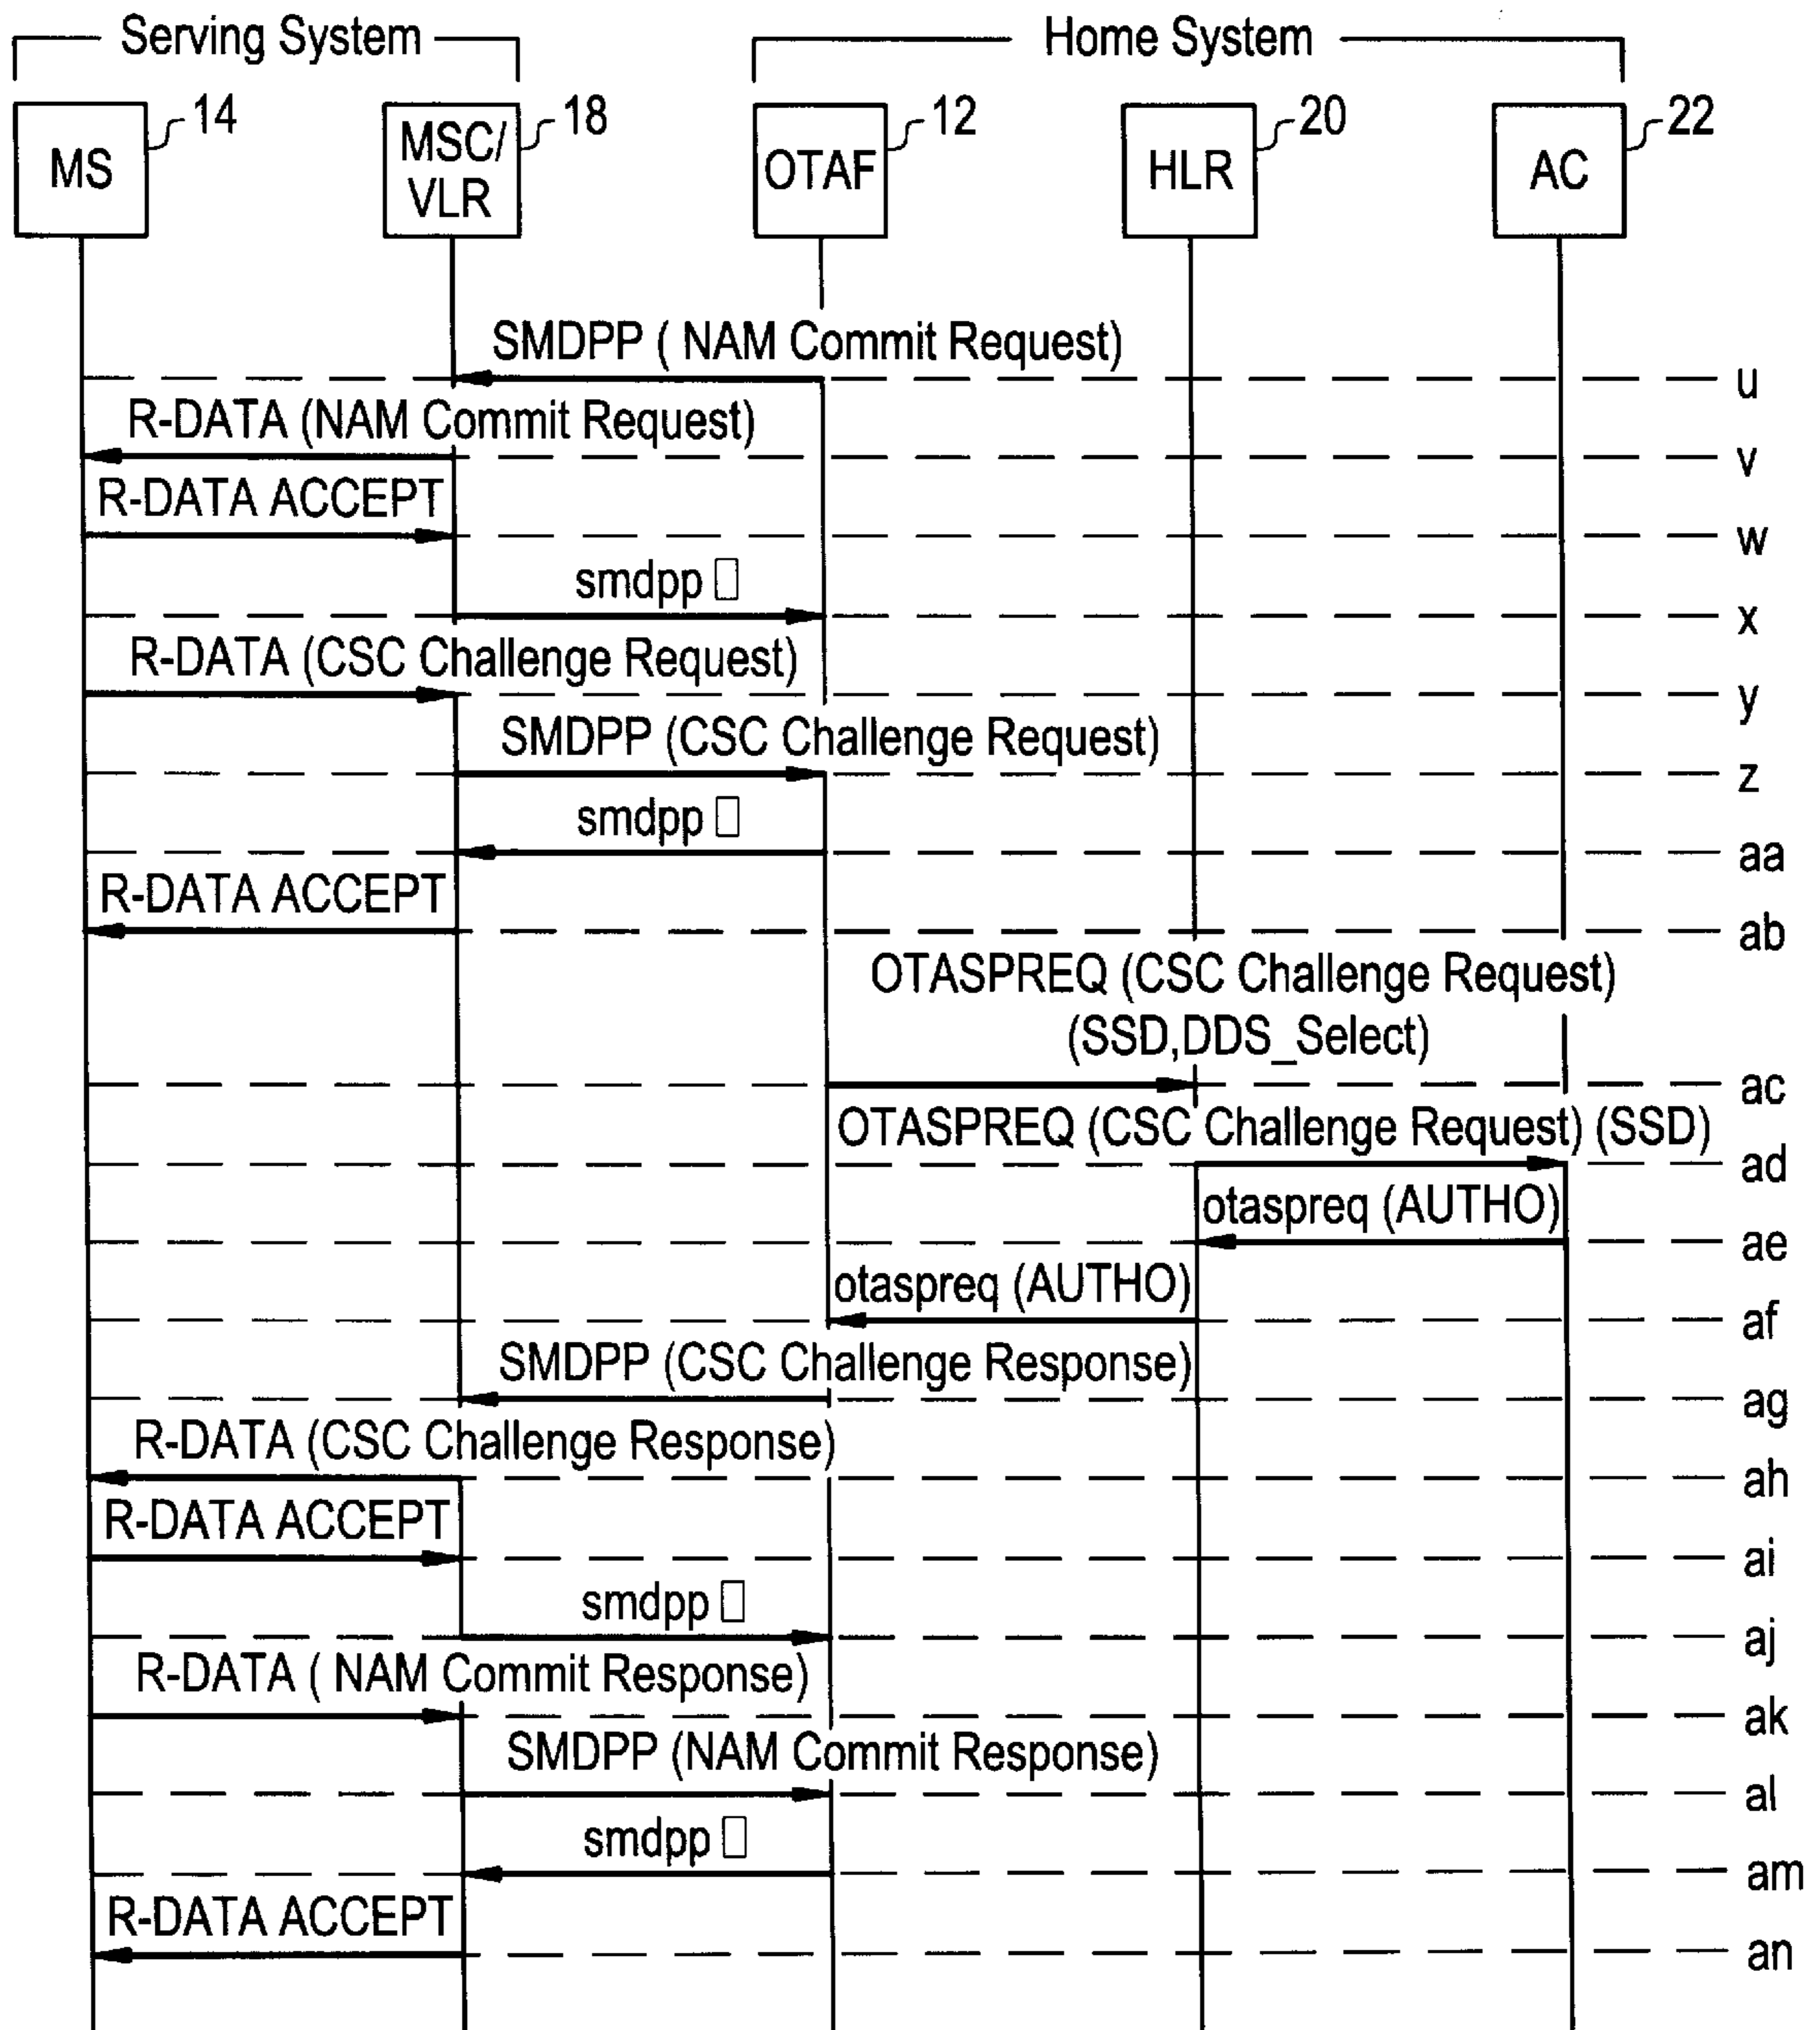 Serving System
Home System
14
18
12
20
22
MS
MSC/
VLR
OTAF
HLR
AC
SMDPP ( NAM Commit Request)
u
R-DATA (NAM Commit Request)
v
R-DATA ACCEPT
w
smdpp ▯
x
R-DATA (CSC Challenge Request)
y
SMDPP (CSC Challenge Request)
z
smdpp ▯
aa
R-DATA ACCEPT
ab
OTASPREQ (CSC Challenge Request)
(SSD,DDS_Select)
ac
OTASPREQ (CSC Challenge Request) (SSD)
ad
otaspreq (AUTHO)
ae
otaspreq (AUTHO)
af
SMDPP (CSC Challenge Response)
ag
R-DATA (CSC Challenge Response)
ah
R-DATA ACCEPT
ai
smdpp ▯
aj
R-DATA ( NAM Commit Response)
ak
SMDPP (NAM Commit Response)
al
smdpp ▯
am
R-DATA ACCEPT
an